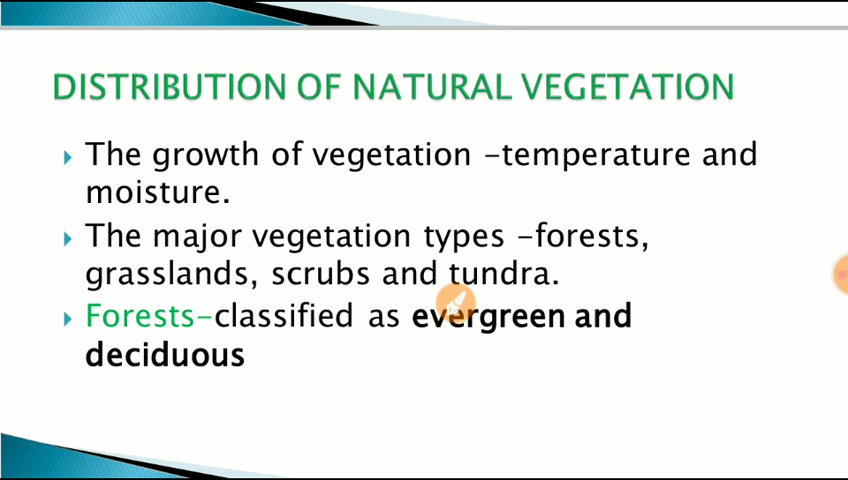 DISTRIBUTION OF NATURAL VEGETATION
The growth of vegetation -temperature and
moisture.
The major vegetation types -forests,
grasslands, scrubs and tundra.
Forests-classified as evergreen and
deciduous